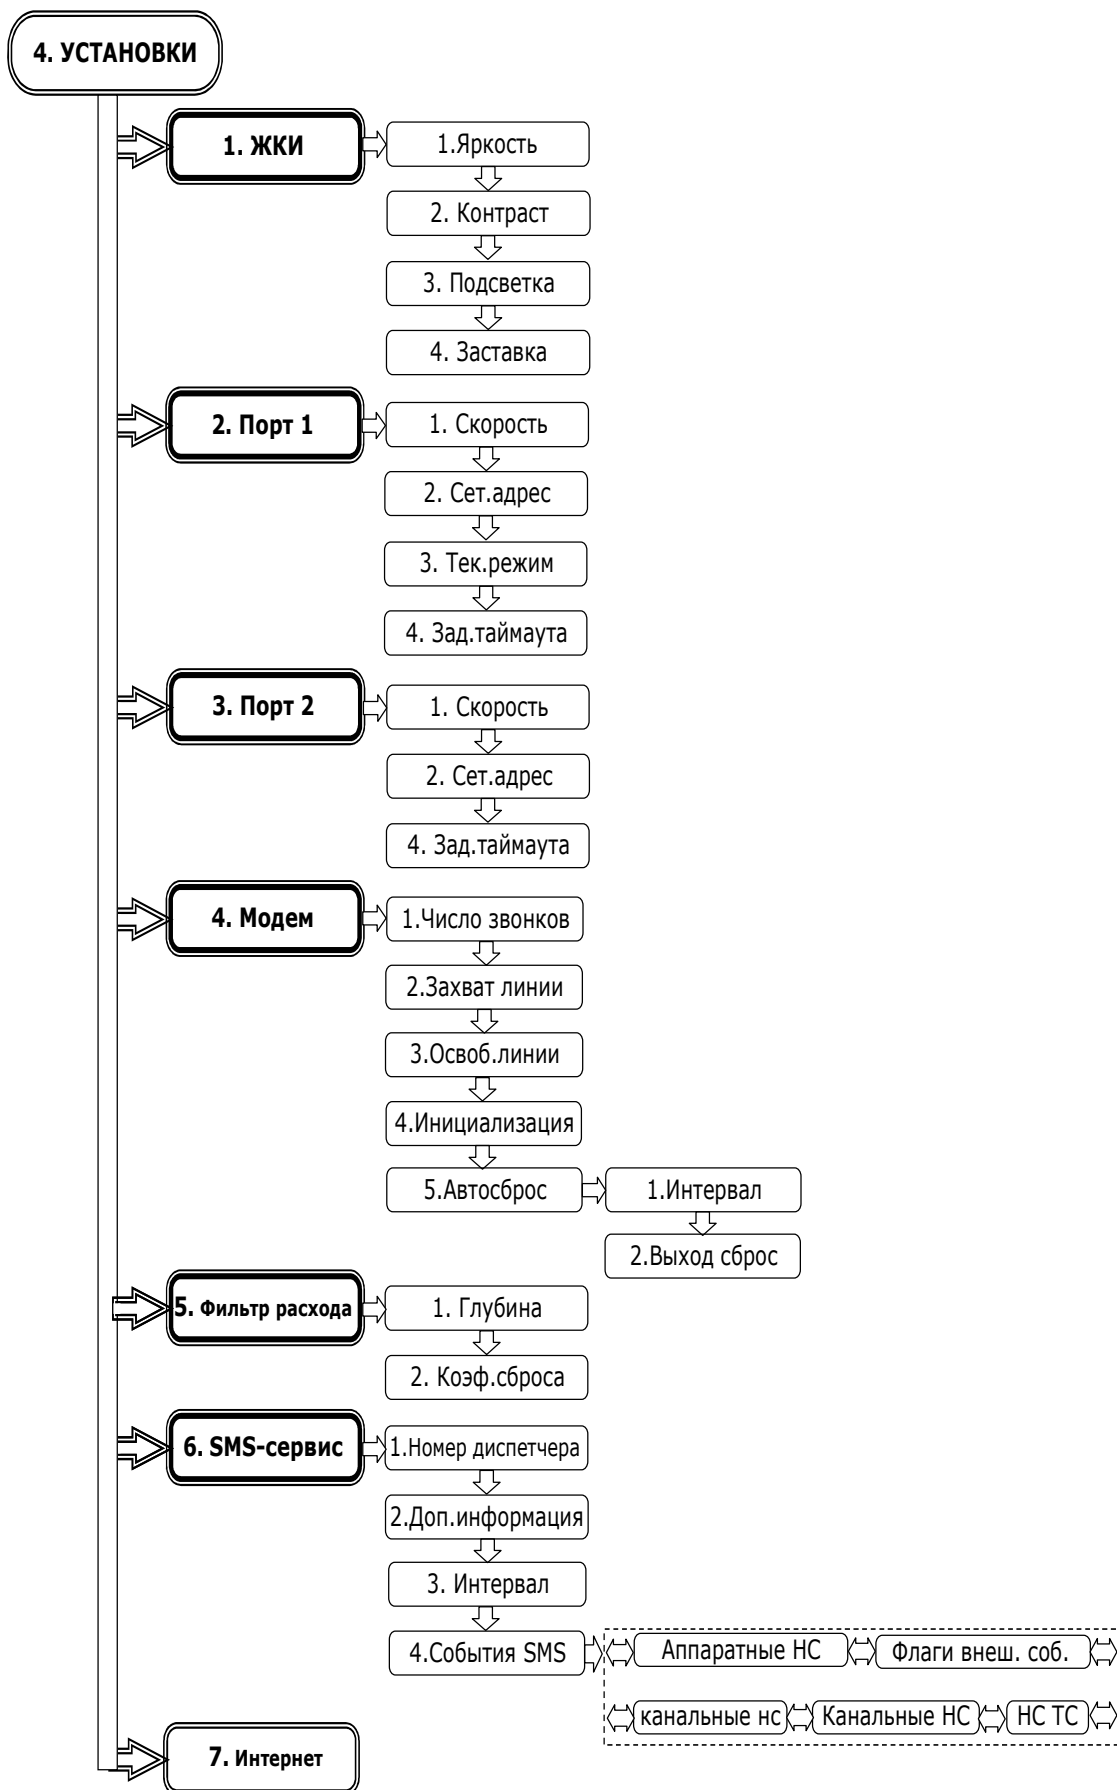 4. УСТАНОВКИ
1. ЖКИ
1.Яркость
2. Контраст
3. Подсветка
4. Заставка
2. Порт 1
1. Скорость
2. Сет.адрес
3. Тек.режим
4. Зад.таймаута
3. Порт 2
1. Скорость
2. Сет.адрес
4. Зад.таймаута
4. Модем
1.Число звонков
2.Захват линии
3.Освоб.линии
4.Инициализация
5.Автосброс
1.Интервал
2.Выход сброс
5. Фильтр расхода
1. Глубина
2. Коэф.сброса
6. SMS-сервис
1.Номер диспетчера
2.Доп.информация
3. Интервал
4.События SMS
Аппаратные НС
Флаги внеш. соб.
канальные нс
Канальные НС
НС ТС
7. Интернет